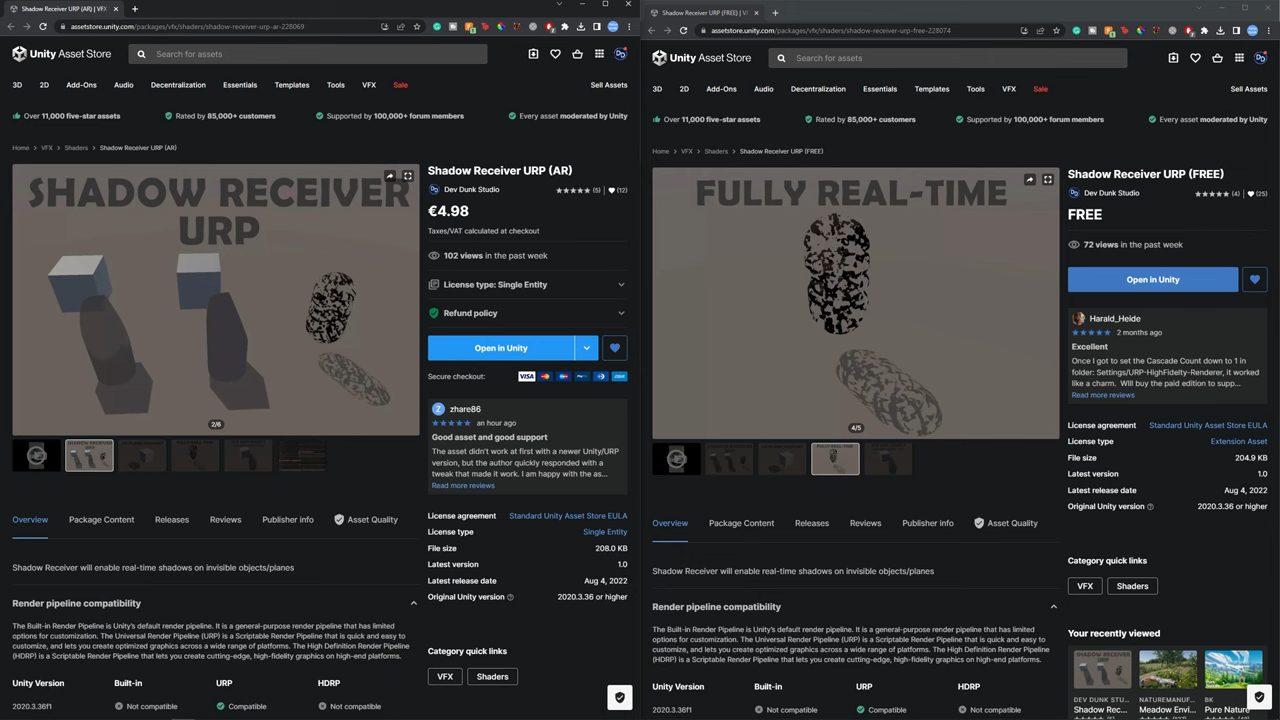 Shadow Receiver URP (AR) | VFX
assetstore.unity.com/packages/vfx/shaders/shadow-receiver-urp-ar-228069
Unity Asset Store
Search for assets
3D 2D Add-Ons Audio Decentralization Essentials Templates Tools VFX Sale Sell Assets
Over 11,000 five-star assets Rated by 85,000+ customers Supported by 100,000+ forum members Every asset moderated by Unity
Home VFX Shaders Shadow Receiver URP (AR)
SHADOW RECEIVER
URP
2/6
Shadow Receiver URP (AR)
Dev Dunk Studio (5) (12)
€4.98
Taxes/VAT calculated at checkout
102 views in the past week
License type: Single Entity
Refund policy
Open in Unity
Secure checkout: VISA
Z zhare86
an hour ago
Good asset and good support
The asset didn't work at first with a newer Unity/URP
version, but the author quickly responded with a
tweak that made it work. I am happy with the as...
Read more reviews
License agreement Standard Unity Asset Store EULA
License type Single Entity
File size 208.0 KB
Latest version 1.0
Latest release date Aug 4, 2022
Original Unity version 2020.3.36 or higher
Category quick links
VFX Shaders
Overview Package Content Releases Reviews Publisher info Asset Quality
Shadow Receiver will enable real-time shadows on invisible objects/planes
Render pipeline compatibility
The Built-in Render Pipeline is Unity's default render pipeline. It is a general-purpose render pipeline that has limited
options for customization. The Universal Render Pipeline (URP) is a Scriptable Render Pipeline that is quick and easy to
customize, and lets you create optimized graphics across a wide range of platforms. The High Definition Render Pipeline
(HDRP) is a Scriptable Render Pipeline that lets you create cutting-edge, high-fidelity graphics on high-end platforms.
Unity Version Built-in URP HDRP
2020.3.36f1 Not compatible Compatible Not compatible
Shadow Receiver URP (FREE) | V
assetstore.unity.com/packages/vfx/shaders/shadow-receiver-urp-free-228074
Unity Asset Store
Search for assets
3D 2D Add-Ons Audio Decentralization Essentials Templates Tools VFX Sale Sell Assets
Over 11,000 five-star assets Rated by 85,000+ customers Supported by 100,000+ forum members Every asset moderated by Unity
Home VFX Shaders Shadow Receiver URP (FREE)
FULLY REAL-TIME
4/5
Shadow Receiver URP (FREE)
Dev Dunk Studio (4) (25)
FREE
72 views in the past week
Open in Unity
Harald_Heide
2 months ago
Excellent
Once I got to set the Cascade Count down to 1 in
folder: Settings/URP-HighFidelty-Renderer, it worked
like a charm. Will buy the paid edition to supp...
Read more reviews
License agreement Standard Unity Asset Store EULA
License type Extension Asset
File size 204.9 KB
Latest version 1.0
Latest release date Aug 4, 2022
Original Unity version 2020.3.36 or higher
Category quick links
VFX Shaders
Your recently viewed
DEV DUNK STU... NATUREMANUF... BK
Shadow Rec... Meadow Envi... Pure Nature
Overview Package Content Releases Reviews Publisher info Asset Quality
Shadow Receiver will enable real-time shadows on invisible objects/planes
Render pipeline compatibility
The Built-in Render Pipeline is Unity's default render pipeline. It is a general-purpose render pipeline that has limited
options for customization. The Universal Render Pipeline (URP) is a Scriptable Render Pipeline that is quick and easy to
customize, and lets you create optimized graphics across a wide range of platforms. The High Definition Render Pipeline
(HDRP) is a Scriptable Render Pipeline that lets you create cutting-edge, high-fidelity graphics on high-end platforms.
Unity Version Built-in URP HDRP
2020.3.36f1 Not compatible Compatible Not compatible